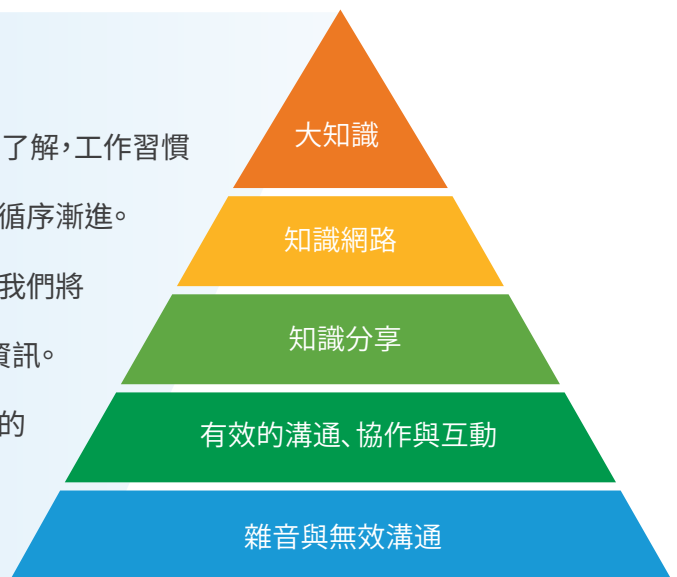 了解，工作習慣
循序漸進。
我們將
資訊。
的
大知識
知識網路
知識分享
有效的溝通、協作與互動
雜音與無效溝通